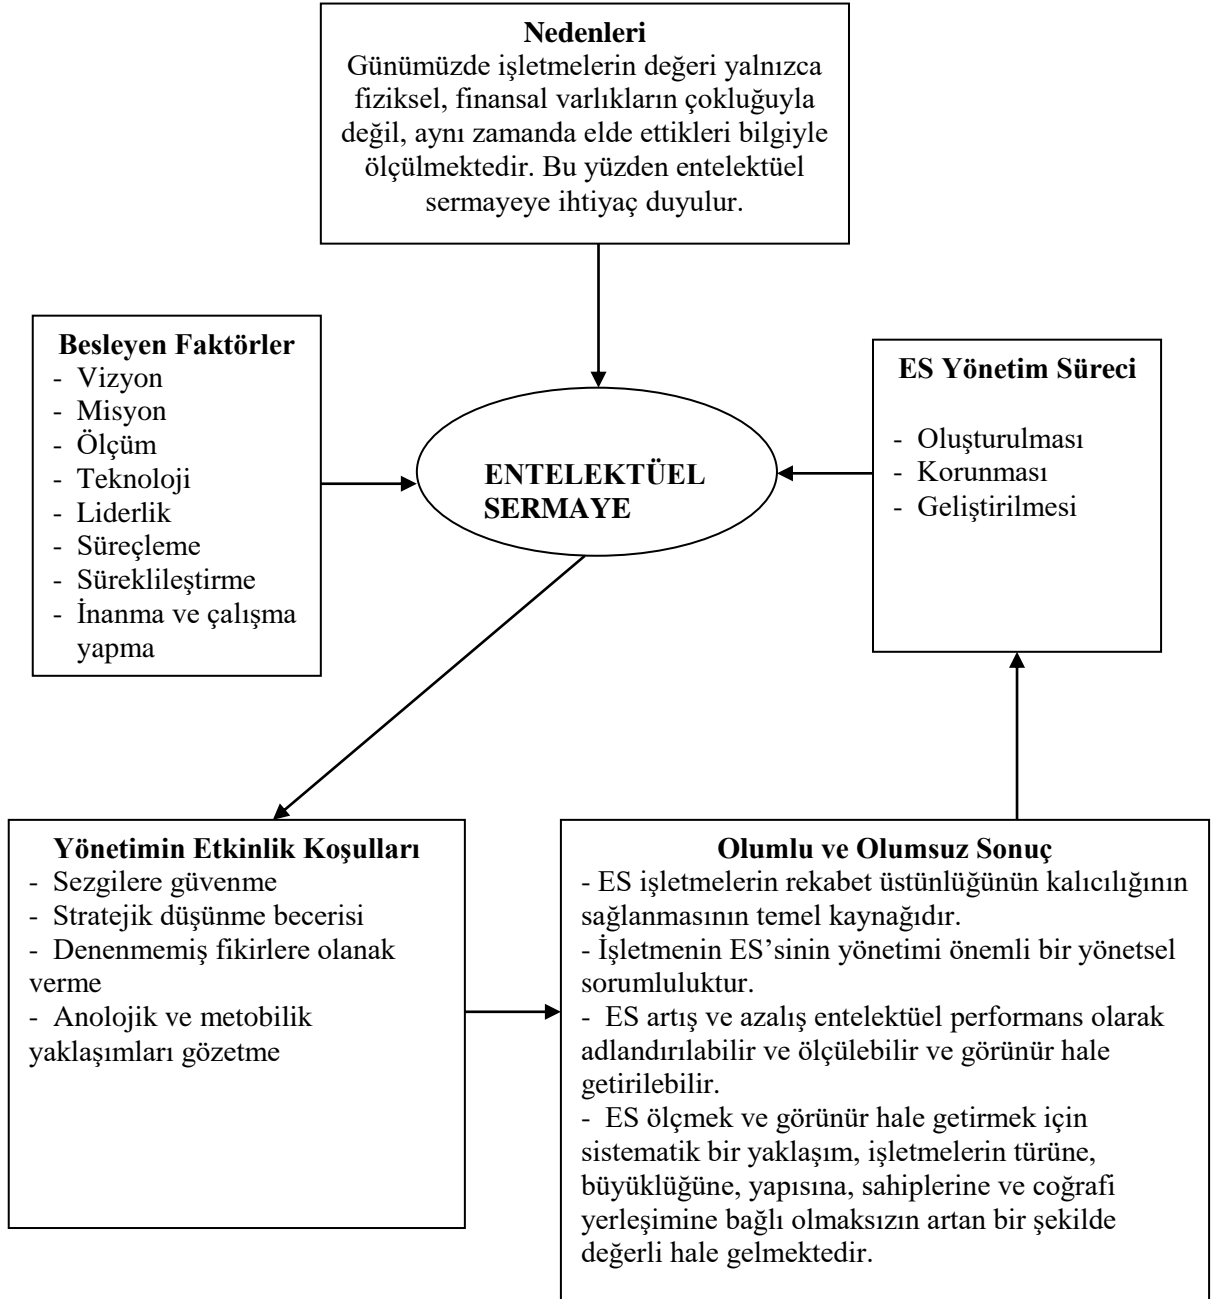 Nedenleri
Günümüzde işletmelerin değeri yalnızca
fiziksel, finansal varlıkların çokluğuyla
değil, aynı zamanda elde ettikleri bilgiyle
ölçülmektedir. Bu yüzden entelektüel
sermayeye ihtiyaç duyulur.
Besleyen Faktörler
- Vizyon
- Misyon
- Ölçüm
- Teknoloji
- Liderlik
- Süreçleme
- Süreklileştirme
- İnanma ve çalışma
yapma
ENTELEKTÜEL
SERMAYE
ES Yönetim Süreci
- Oluşturulması
- Korunması
- Geliştirilmesi
Yönetimin Etkinlik Koşulları
- Sezgilere güvenme
- Stratejik düşünme becerisi
- Denenmemiş fikirlere olanak
verme
- Anolojik ve metobilik
yaklaşımları gözetme
Olumlu ve Olumsuz Sonuç
- ES işletmelerin rekabet üstünlüğünün kalıcılığının
sağlanmasının temel kaynağıdır.
- İşletmenin ES’sinin yönetimi önemli bir yönetsel
sorumluluktur.
- ES artış ve azalış entelektüel performans olarak
adlandırılabilir ve ölçülebilir ve görünür hale
getirilebilir.
- ES ölçmek ve görünür hale getirmek için
sistematik bir yaklaşım, işletmelerin türüne,
büyüklüğüne, yapısına, sahiplerine ve coğrafi
yerleşimine bağlı olmaksızın artan bir şekilde
değerli hale gelmektedir.